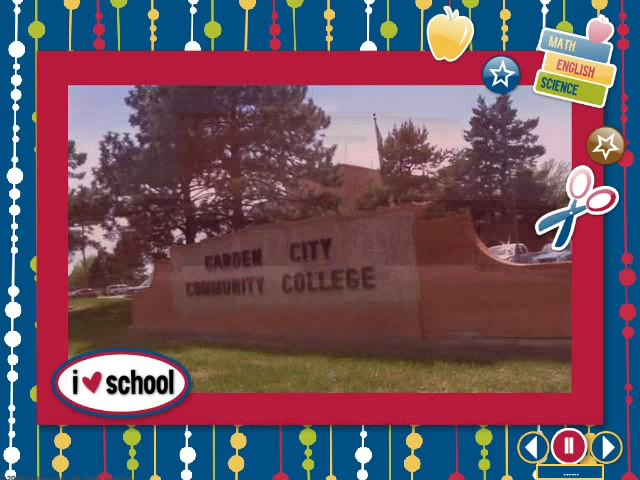 MATH
ENGLISH
SCIENCE
GARDEN CITY
COMMUNITY COLLEGE
i ❤ school